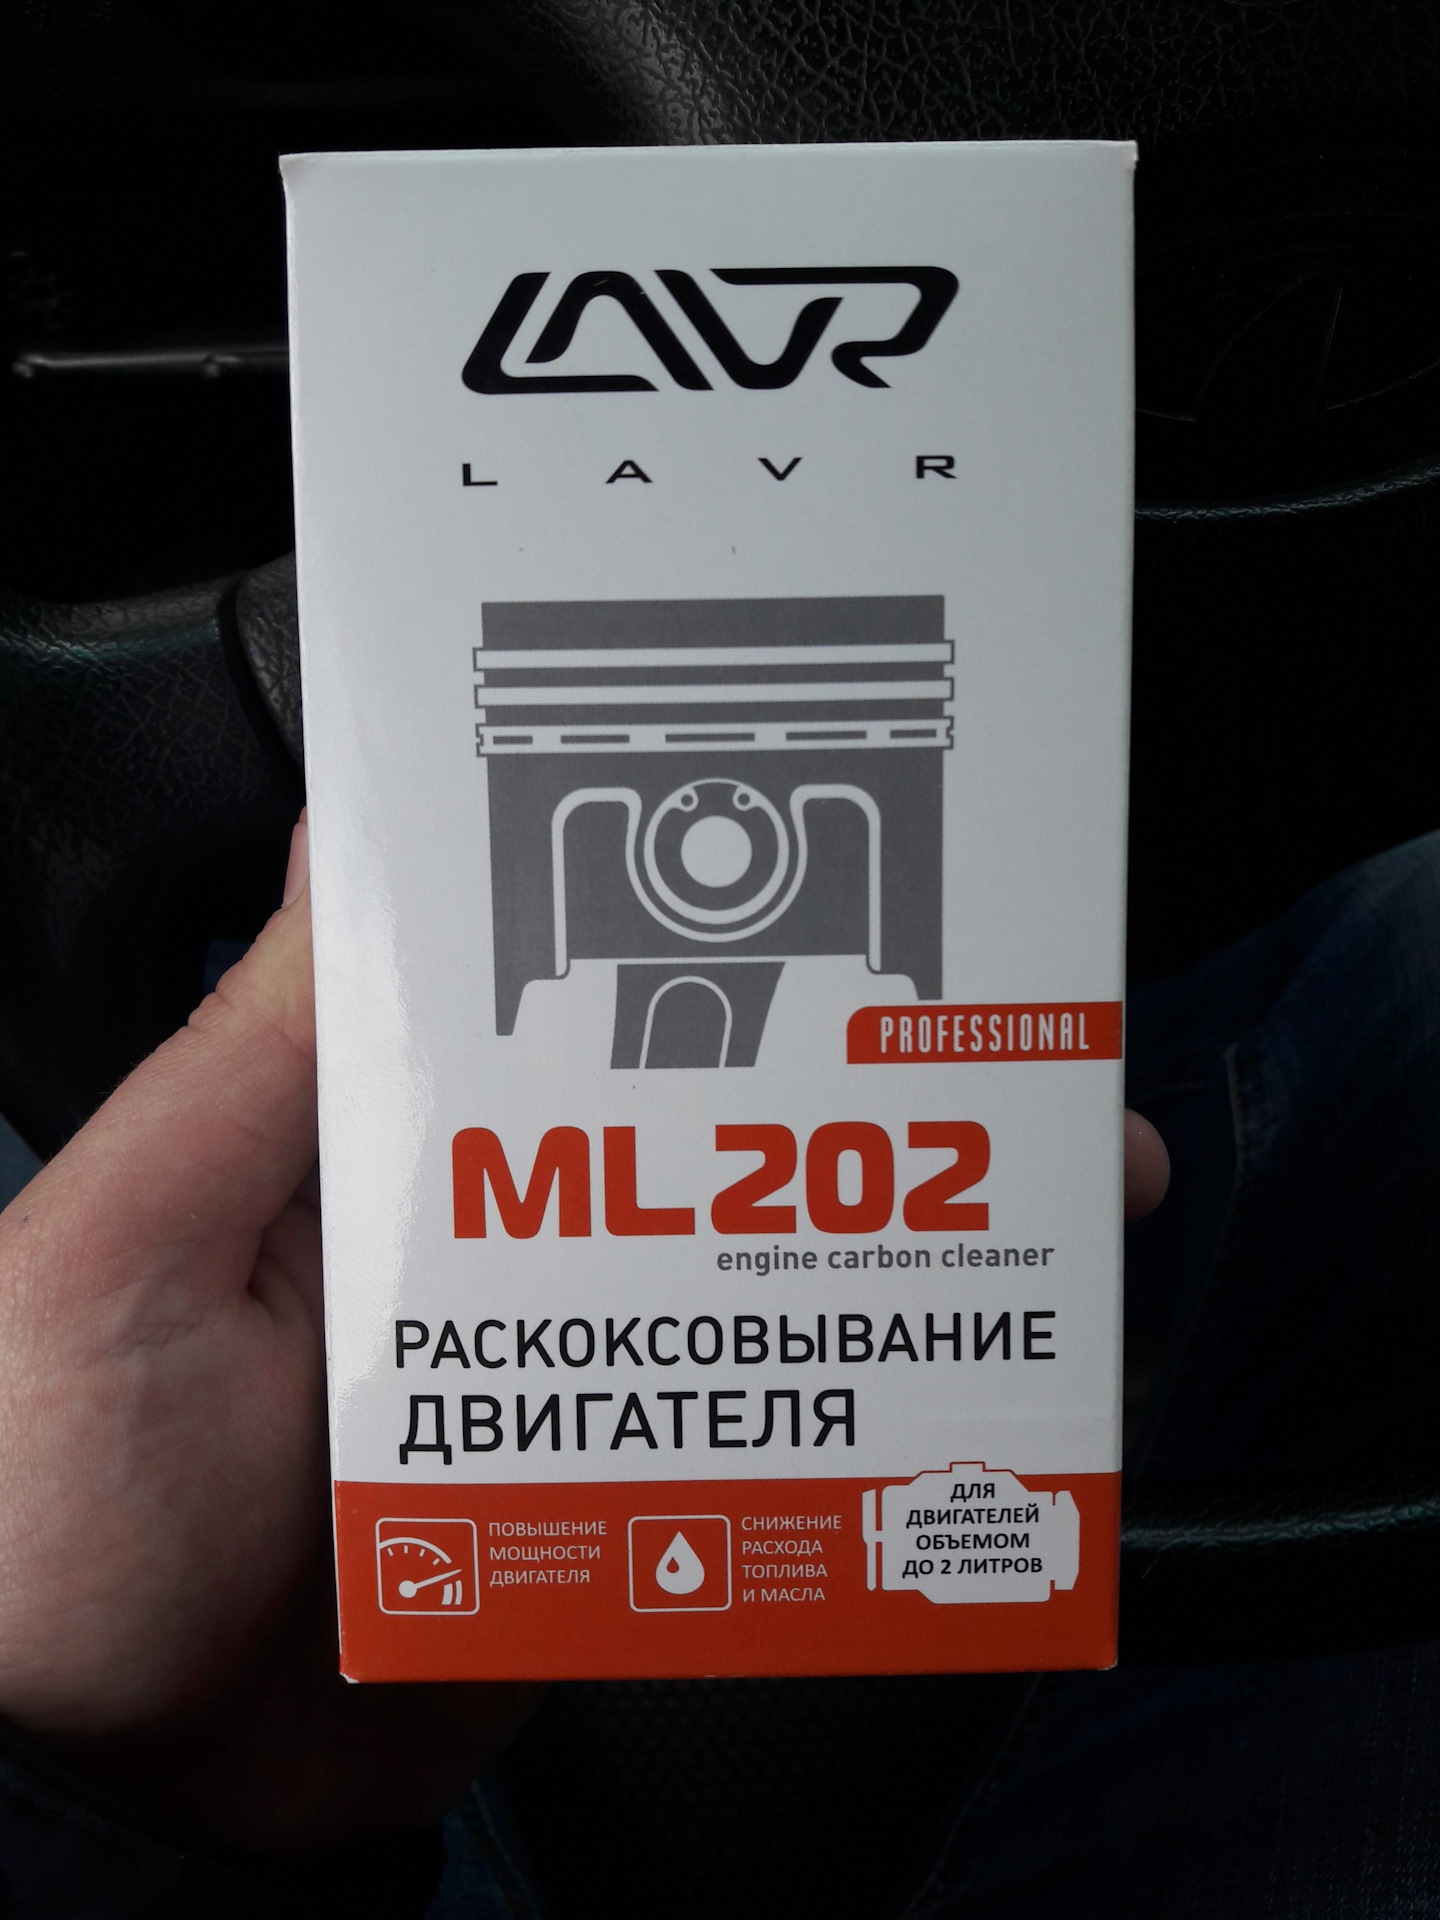 LAVR
LAVR
PROFESSIONAL
ML202
engine carbon cleaner
РАСКОКСОВЫВАНИЕ
ДВИГАТЕЛЯ
ПОВЫШЕНИЕ
МОЩНОСТИ
ДВИГАТЕЛЯ
СНИЖЕНИЕ
РАСХОДА
ТОПЛИВА
И МАСЛА
ДЛЯ
ДВИГАТЕЛЕЙ
ОБЪЕМОМ
ДО 2 ЛИТРОВ